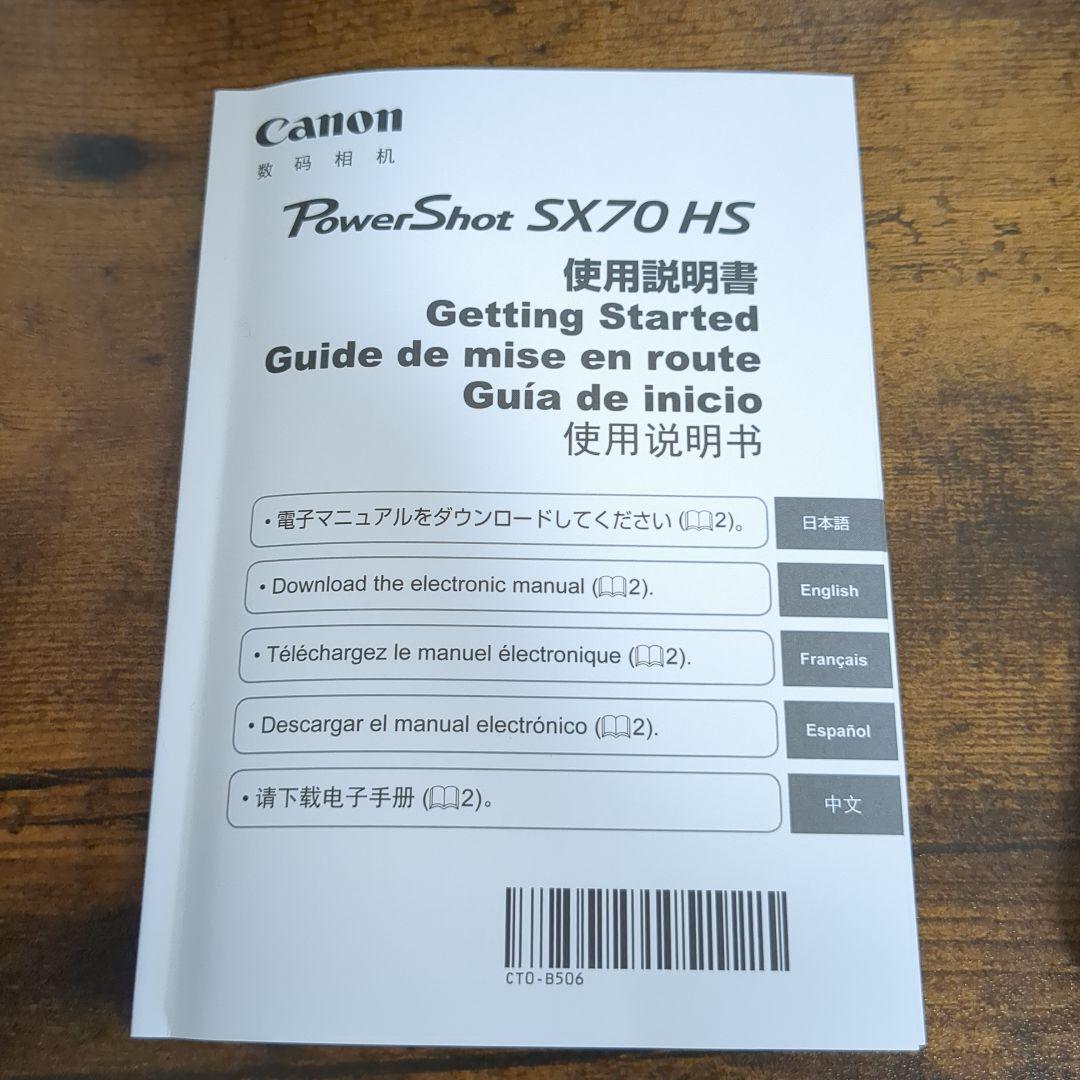 Canon
数码相机
PowerShot SX70 HS
使用説明書
Getting Started
Guide de mise en route
Guía de inicio
使用说明书
• 電子マニュアルをダウンロードしてください (2)。
日本語
• Download the electronic manual (2).
English
• Téléchargez le manuel électronique (2).
Français
• Descargar el manual electrónico (2).
Español
• 请下载电子手册 (2)。
中文
CT0-B506